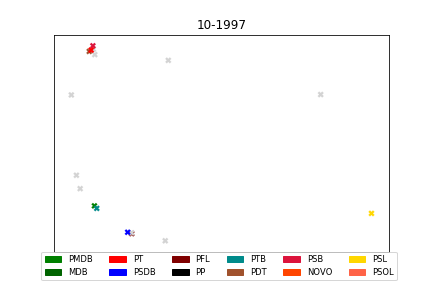 10-1997
PMDB PT PFL PTB PSB PSL
MDB PSDB PP PDT NOVO PSOL